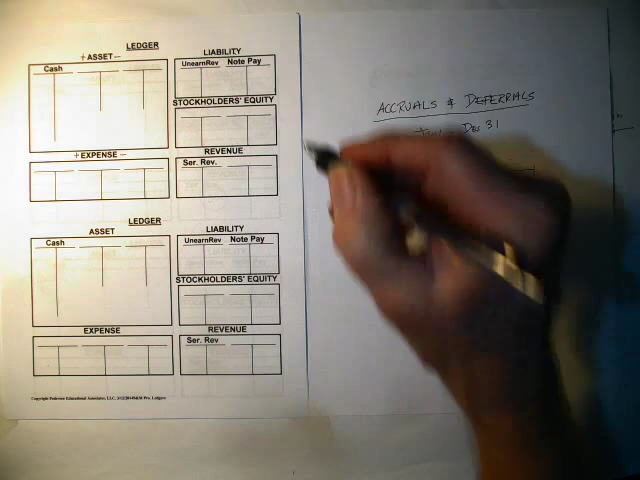 LEDGER
+ ASSET −
Cash
LIABILITY
UnearnRev Note Pay
STOCKHOLDERS' EQUITY
+ EXPENSE −
REVENUE
Ser. Rev.
LEDGER
ASSET
Cash
LIABILITY
UnearnRev Note Pay
STOCKHOLDERS' EQUITY
EXPENSE
REVENUE
Ser. Rev
ACCRUALS & DEFERRALS
DEC 31